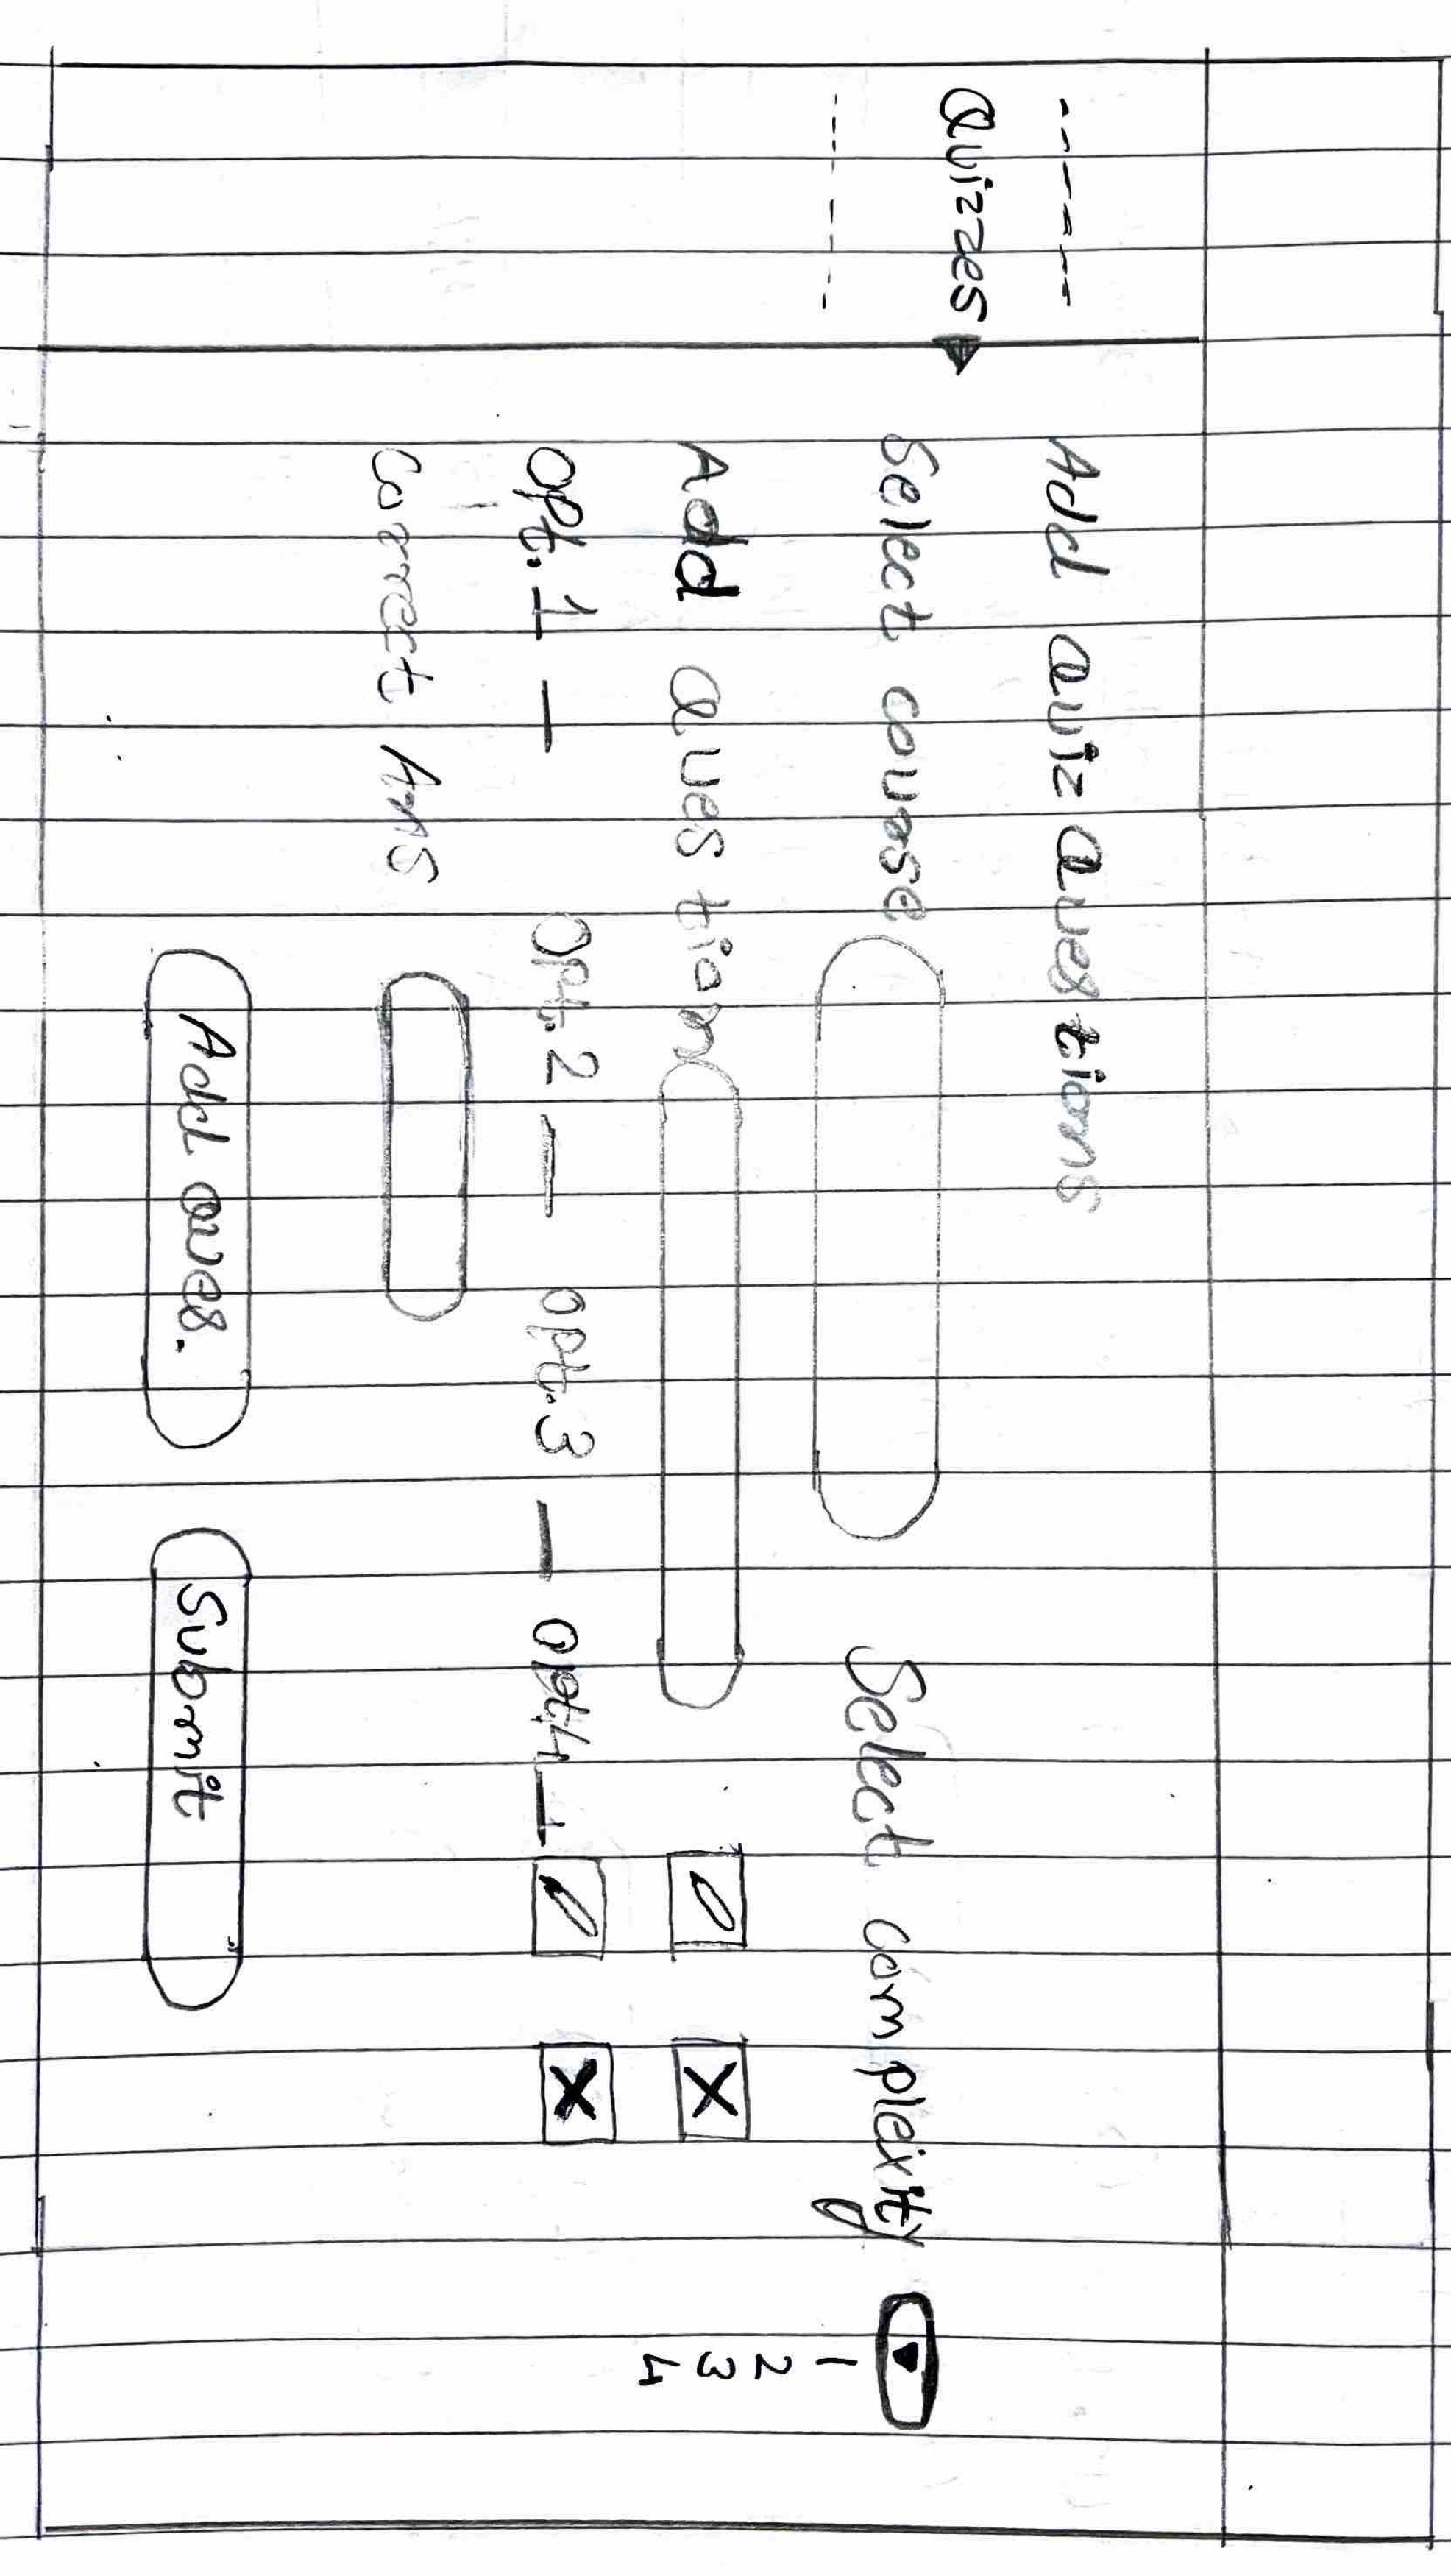 Add Quiz Questions
Quizzes
Select course
Select complexity
1
2
3
4
Add Question
Opt. 1 — Opt. 2 — Opt. 3 — Opt.4 —
Correct Ans
Add Ques.
Submit